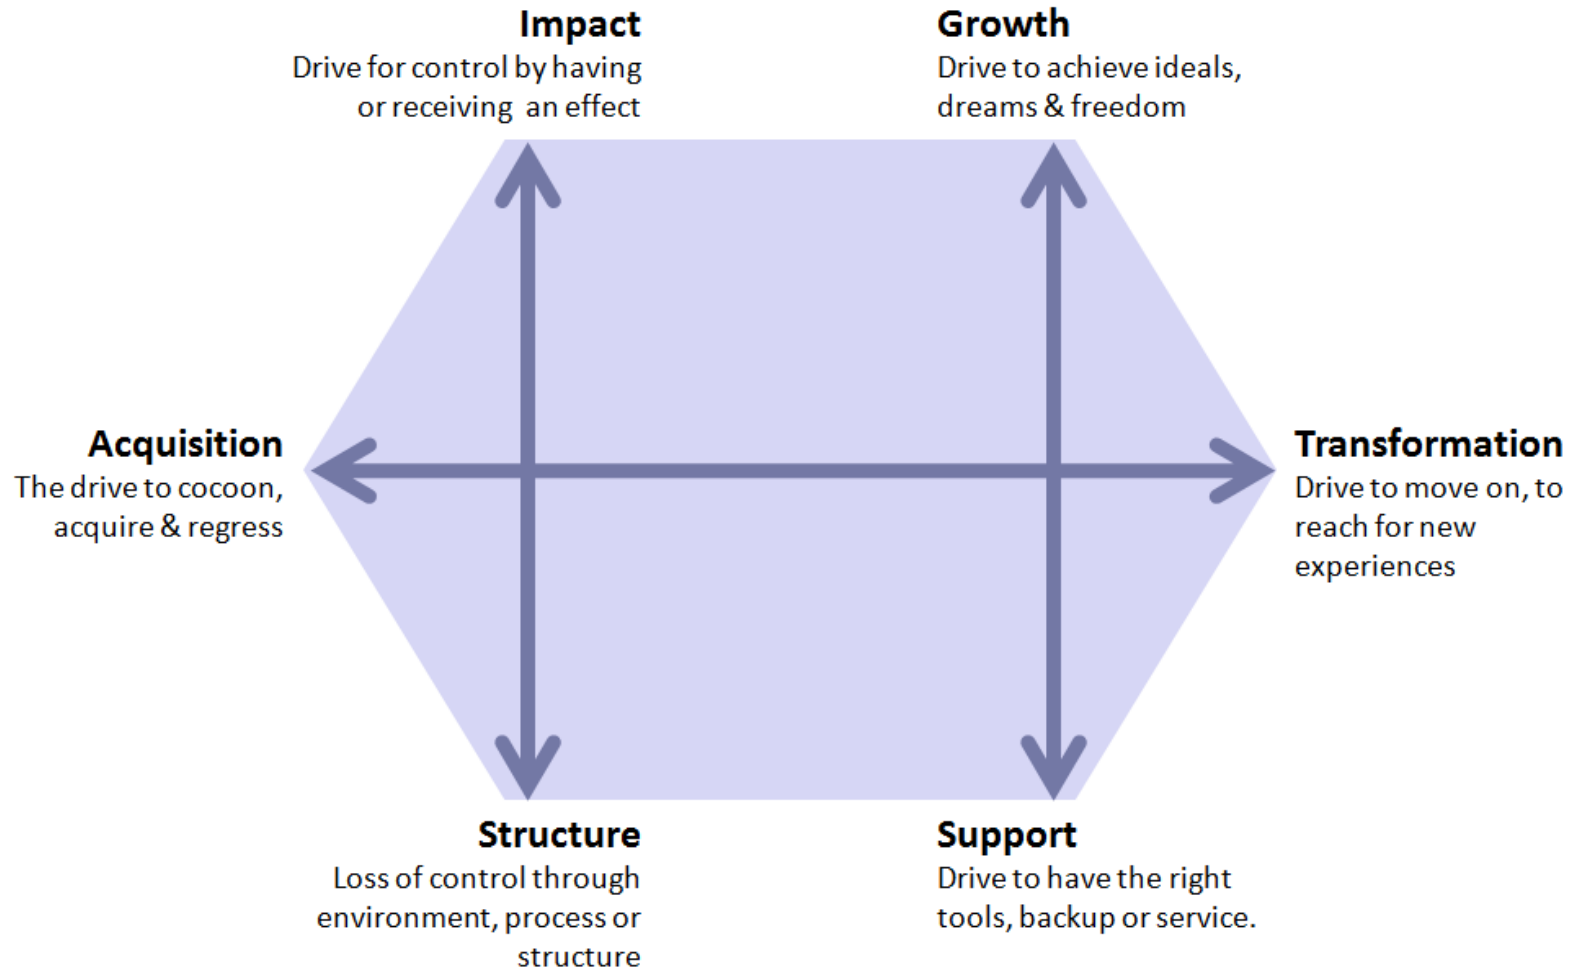 Impact
Drive for control by having
or receiving an effect
Growth
Drive to achieve ideals,
dreams & freedom
Acquisition
The drive to cocoon,
acquire & regress
Transformation
Drive to move on, to
reach for new
experiences
Structure
Loss of control through
environment, process or
structure
Support
Drive to have the right
tools, backup or service.